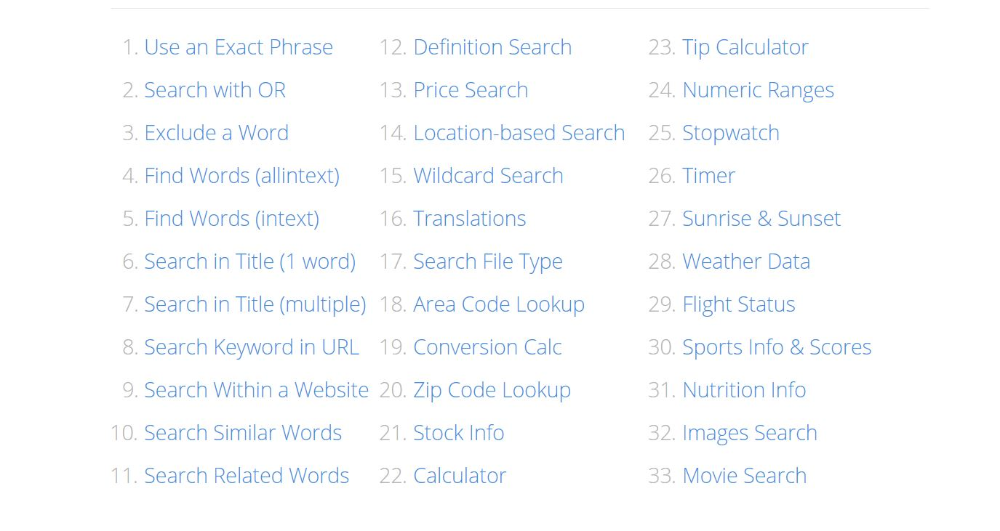 1. Use an Exact Phrase
2. Search with OR
3. Exclude a Word
4. Find Words (allintext)
5. Find Words (intext)
6. Search in Title (1 word)
7. Search in Title (multiple)
8. Search Keyword in URL
9. Search Within a Website
10. Search Similar Words
11. Search Related Words
12. Definition Search
13. Price Search
14. Location-based Search
15. Wildcard Search
16. Translations
17. Search File Type
18. Area Code Lookup
19. Conversion Calc
20. Zip Code Lookup
21. Stock Info
22. Calculator
23. Tip Calculator
24. Numeric Ranges
25. Stopwatch
26. Timer
27. Sunrise & Sunset
28. Weather Data
29. Flight Status
30. Sports Info & Scores
31. Nutrition Info
32. Images Search
33. Movie Search